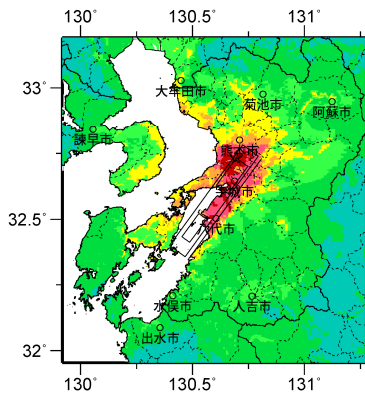 130° 130.5° 131°
33°
大牟田市
菊池市
阿蘇市
諫早市
熊本市
宇城市
32.5°
八代市
水俣市
人吉市
出水市
32°
130° 130.5° 131°